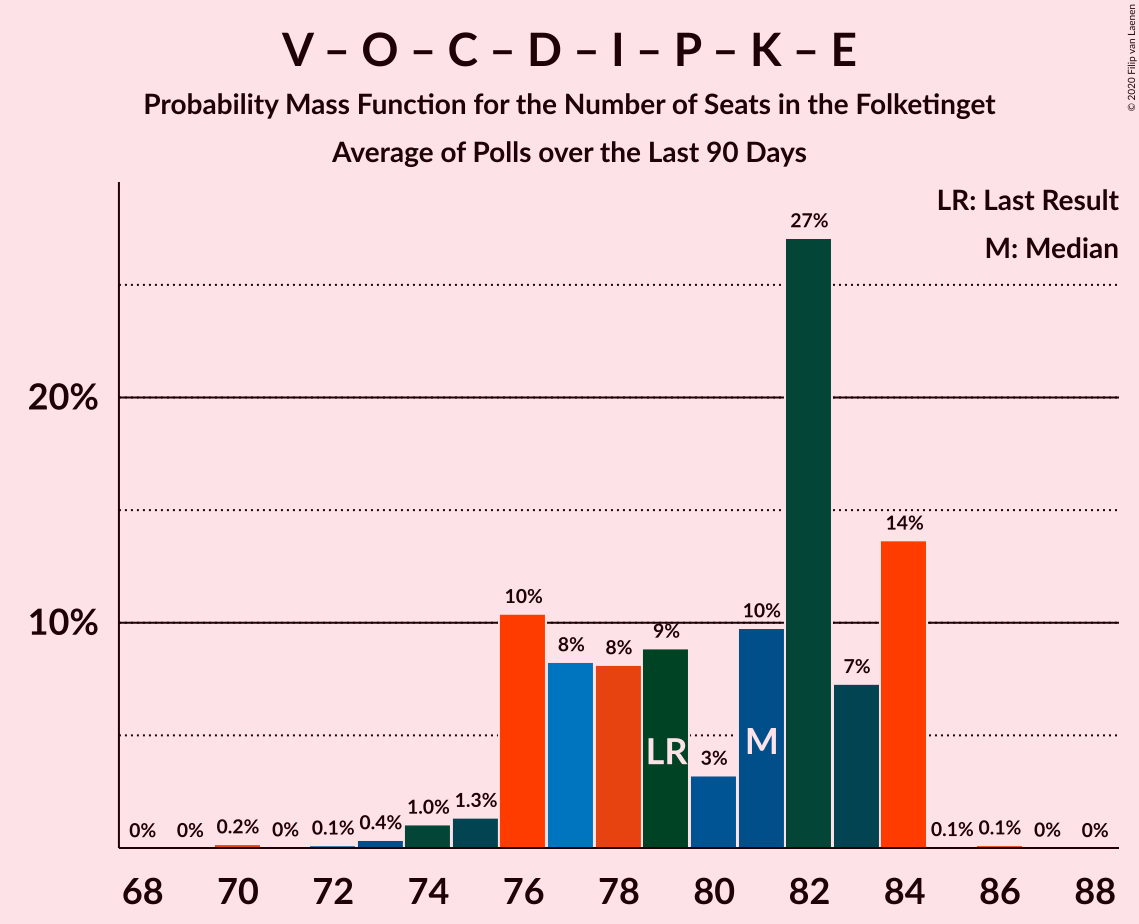 V – O – C – D – I – P – K – E
Probability Mass Function for the Number of Seats in the Folketinget
Average of Polls over the Last 90 Days
© 2020 Filip van Laenen
LR: Last Result
M: Median
20%
10%
0%
0%
0.2%
0%
0.1%
0.4%
1.0%
1.3%
10%
8%
8%
9%
3%
10%
27%
7%
14%
0.1%
0.1%
0%
0%
LR
M
68 70 72 74 76 78 80 82 84 86 88